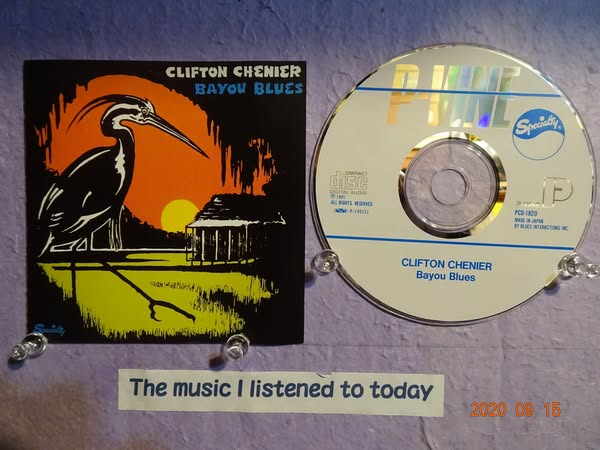 CLIFTON CHENIER
BAYOU BLUES
Specialty
P-VINE
Specialty
COMPACT
disc
DIGITAL AUDIO
℗ 1991
ALL RIGHTS RESERVED
PCD-1820
MADE IN JAPAN
BY BLUES INTERACTIONS INC.
CLIFTON CHENIER
Bayou Blues
The music I listened to today
2020 09 15